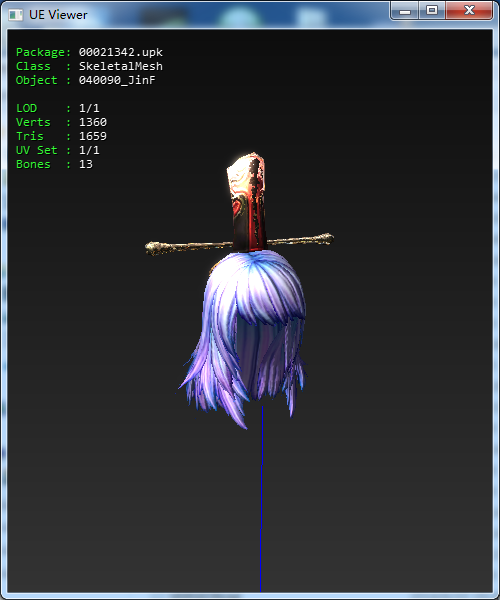 UE Viewer
Package: 00021342.upk
Class : SkeletalMesh
Object : 040090_JinF
LOD : 1/1
Verts : 1360
Tris : 1659
UV Set : 1/1
Bones : 13